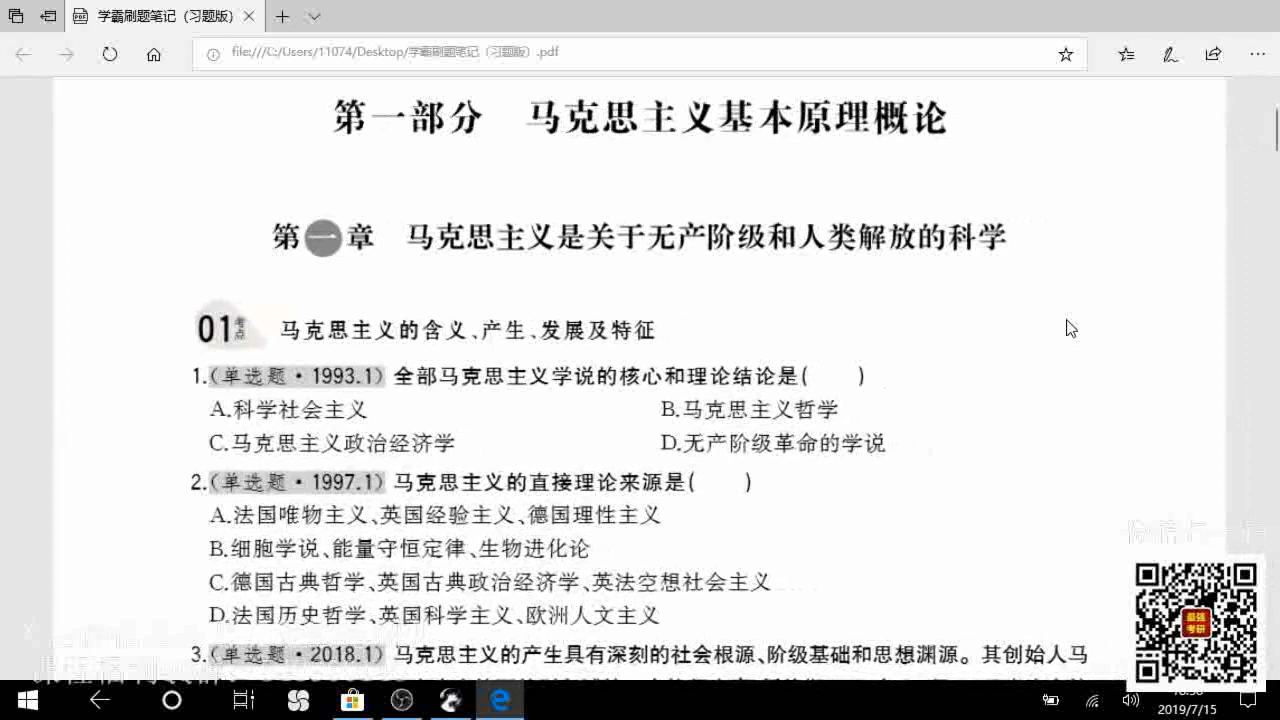 学霸刷题笔记（习题版）
file:///C:/Users/11074/Desktop/学霸刷题笔记（习题版）.pdf
第一部分 马克思主义基本原理概论
第一章 马克思主义是关于无产阶级和人类解放的科学
01 考点 马克思主义的含义、产生、发展及特征
1.(单选题·1993.1) 全部马克思主义学说的核心和理论结论是( )
A.科学社会主义 B.马克思主义哲学
C.马克思主义政治经济学 D.无产阶级革命的学说
2.(单选题·1997.1) 马克思主义的直接理论来源是( )
A.法国唯物主义、英国经验主义、德国理性主义
B.细胞学说、能量守恒定律、生物进化论
C.德国古典哲学、英国古典政治经济学、英法空想社会主义
D.法国历史哲学、英国科学主义、欧洲人文主义
3.(单选题·2018.1) 马克思主义的产生具有深刻的社会根源、阶级基础和思想渊源。其创始人马
最强
考研
2019/7/15